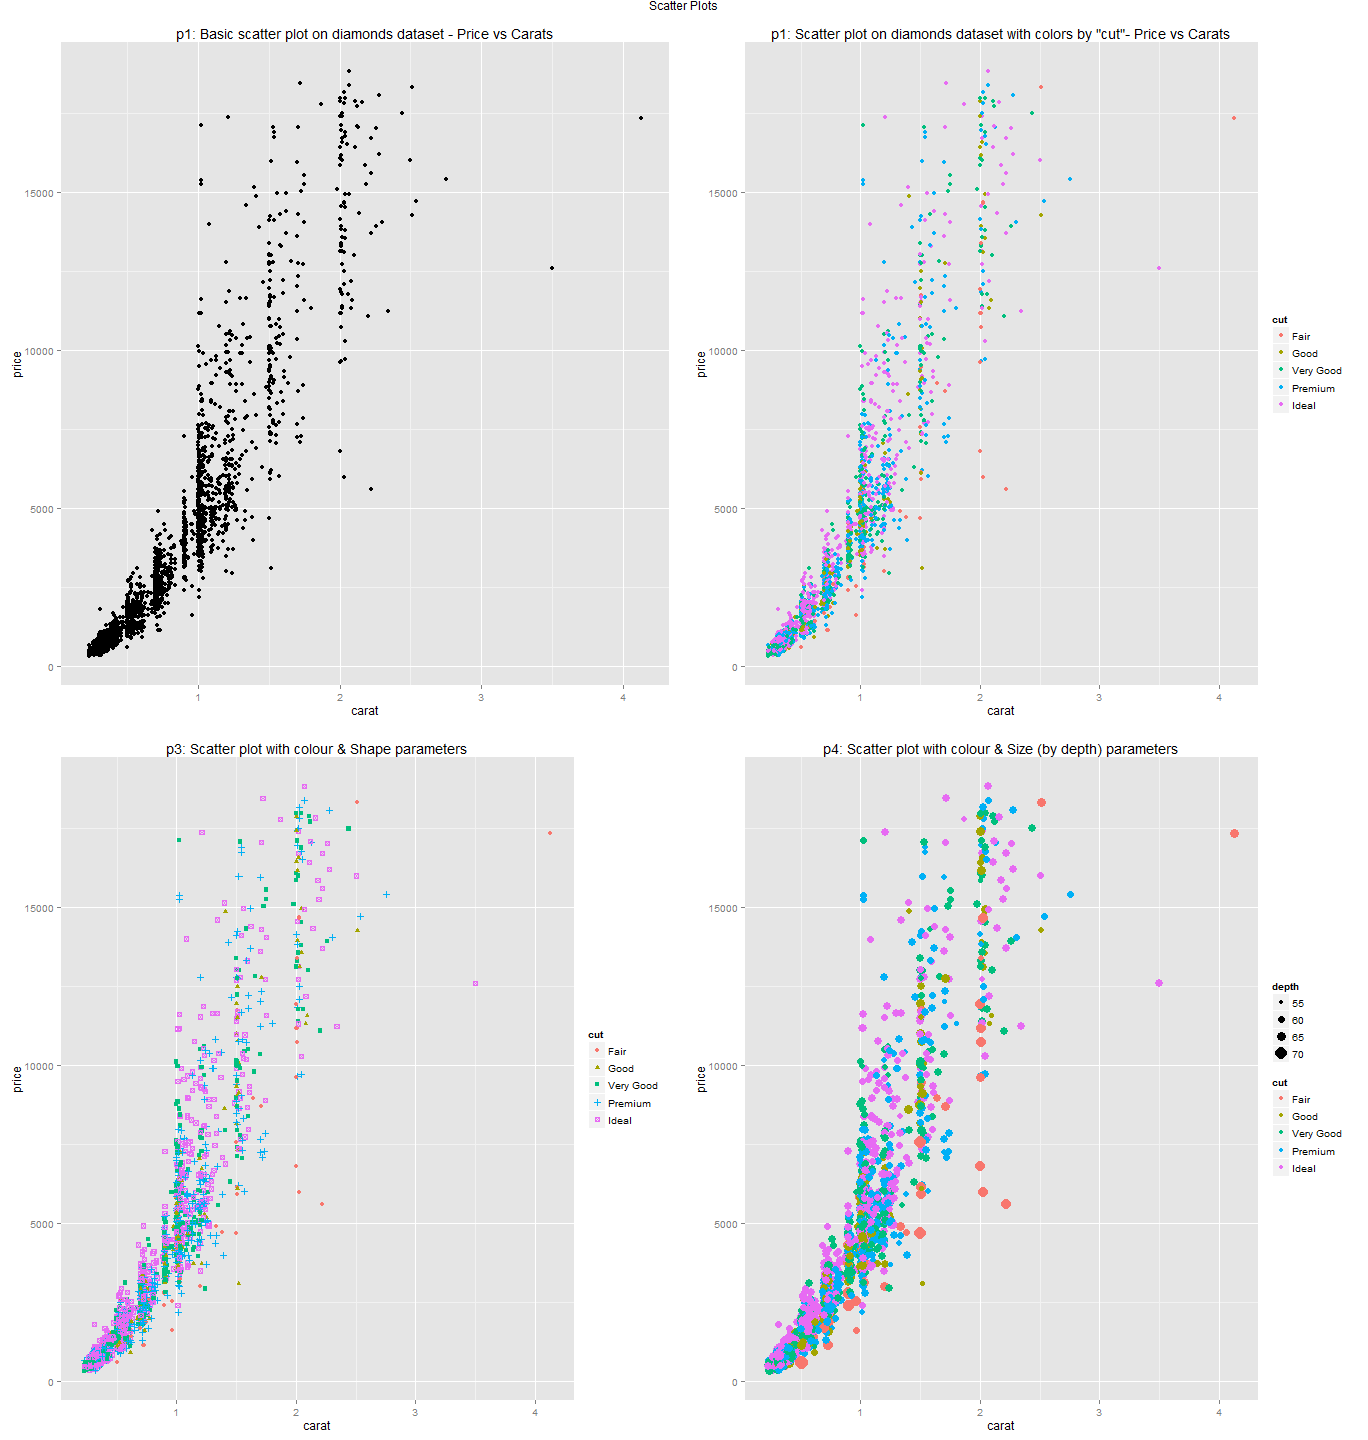 Scatter Plots
p1: Basic scatter plot on diamonds dataset - Price vs Carats
price
15000
10000
5000
0
1 2 3 4
carat
p1: Scatter plot on diamonds dataset with colors by "cut"- Price vs Carats
price
15000
10000
5000
0
1 2 3 4
carat
cut
Fair
Good
Very Good
Premium
Ideal
p3: Scatter plot with colour & Shape parameters
price
15000
10000
5000
0
1 2 3 4
carat
cut
Fair
Good
Very Good
Premium
Ideal
p4: Scatter plot with colour & Size (by depth) parameters
price
15000
10000
5000
0
1 2 3 4
carat
depth
55
60
65
70
cut
Fair
Good
Very Good
Premium
Ideal